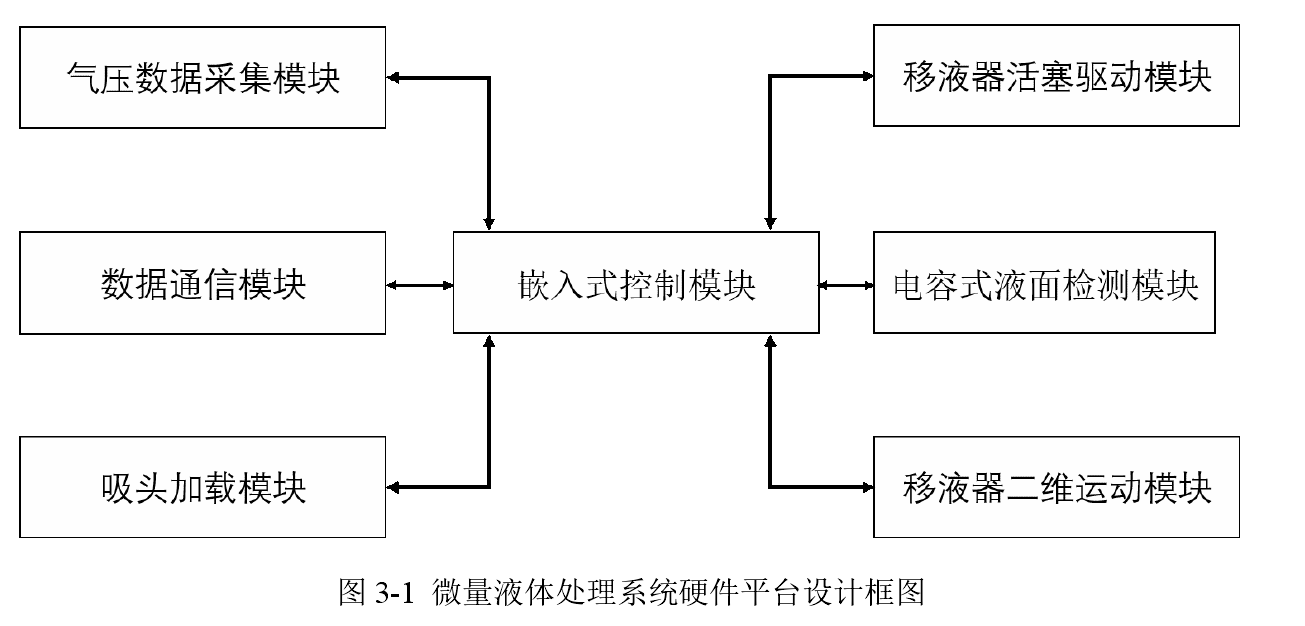 气压数据采集模块
移液器活塞驱动模块
数据通信模块
嵌入式控制模块
电容式液面检测模块
吸头加载模块
移液器二维运动模块
图 3-1 微量液体处理系统硬件平台设计框图